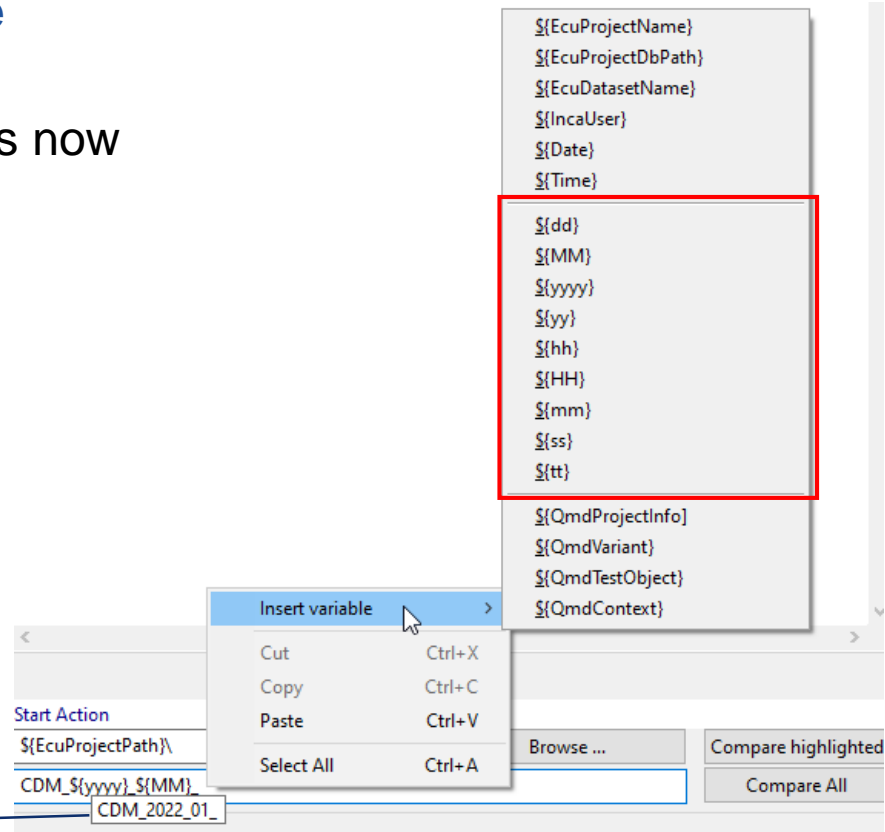 e
s now
${EcuProjectName}
${EcuProjectDbPath}
${EcuDatasetName}
${IncaUser}
${Date}
${Time}
${dd}
${MM}
${yyyy}
${yy}
${hh}
${HH}
${mm}
${ss}
${tt}
${QmdProjectInfo]
${QmdVariant}
${QmdTestObject}
${QmdContext}
Insert variable
Cut Ctrl+X
Copy Ctrl+C
Paste Ctrl+V
Select All Ctrl+A
Start Action
${EcuProjectPath}\ Browse ... Compare highlighted
CDM_${yyyy}_${MM}_ Compare All
CDM_2022_01_